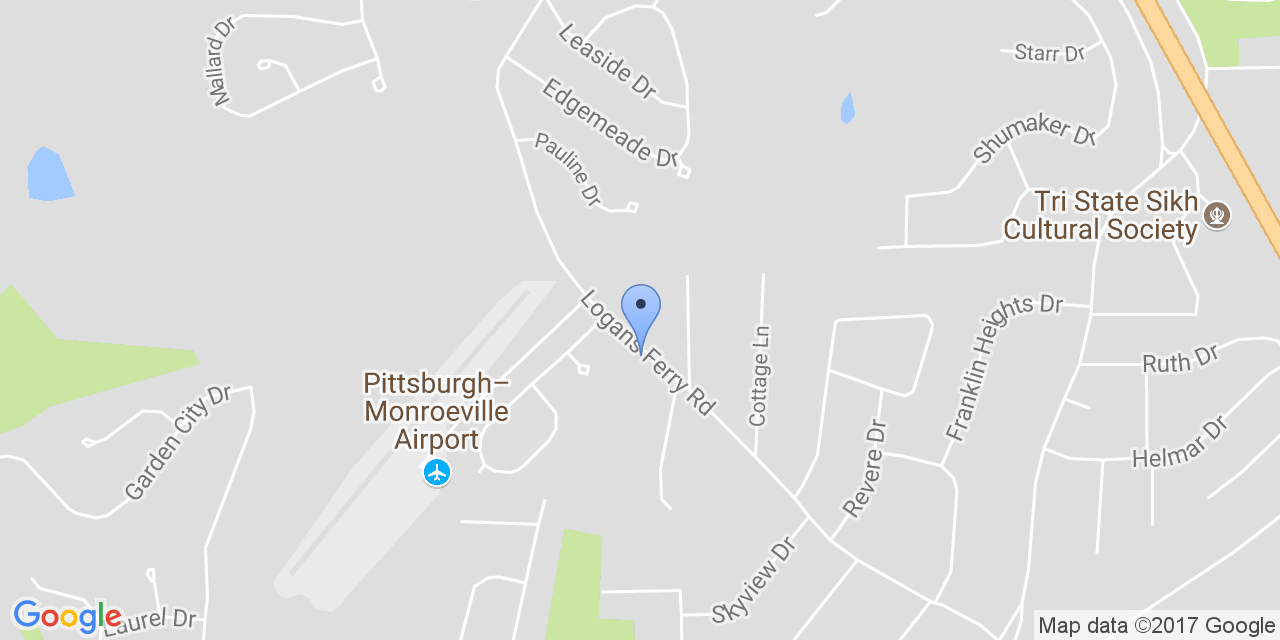 Mallard Dr
Leaside Dr
Edgemeade Dr
Pauline Dr
Starr Dr
Shumaker Dr
Tri State Sikh
Cultural Society
Logans Ferry Rd
Cottage Ln
Franklin Heights Dr
Ruth Dr
Helmar Dr
Revere Dr
Skyview Dr
Pittsburgh–
Monroeville
Airport
Garden City Dr
Laurel Dr
Google
Map data ©2017 Google